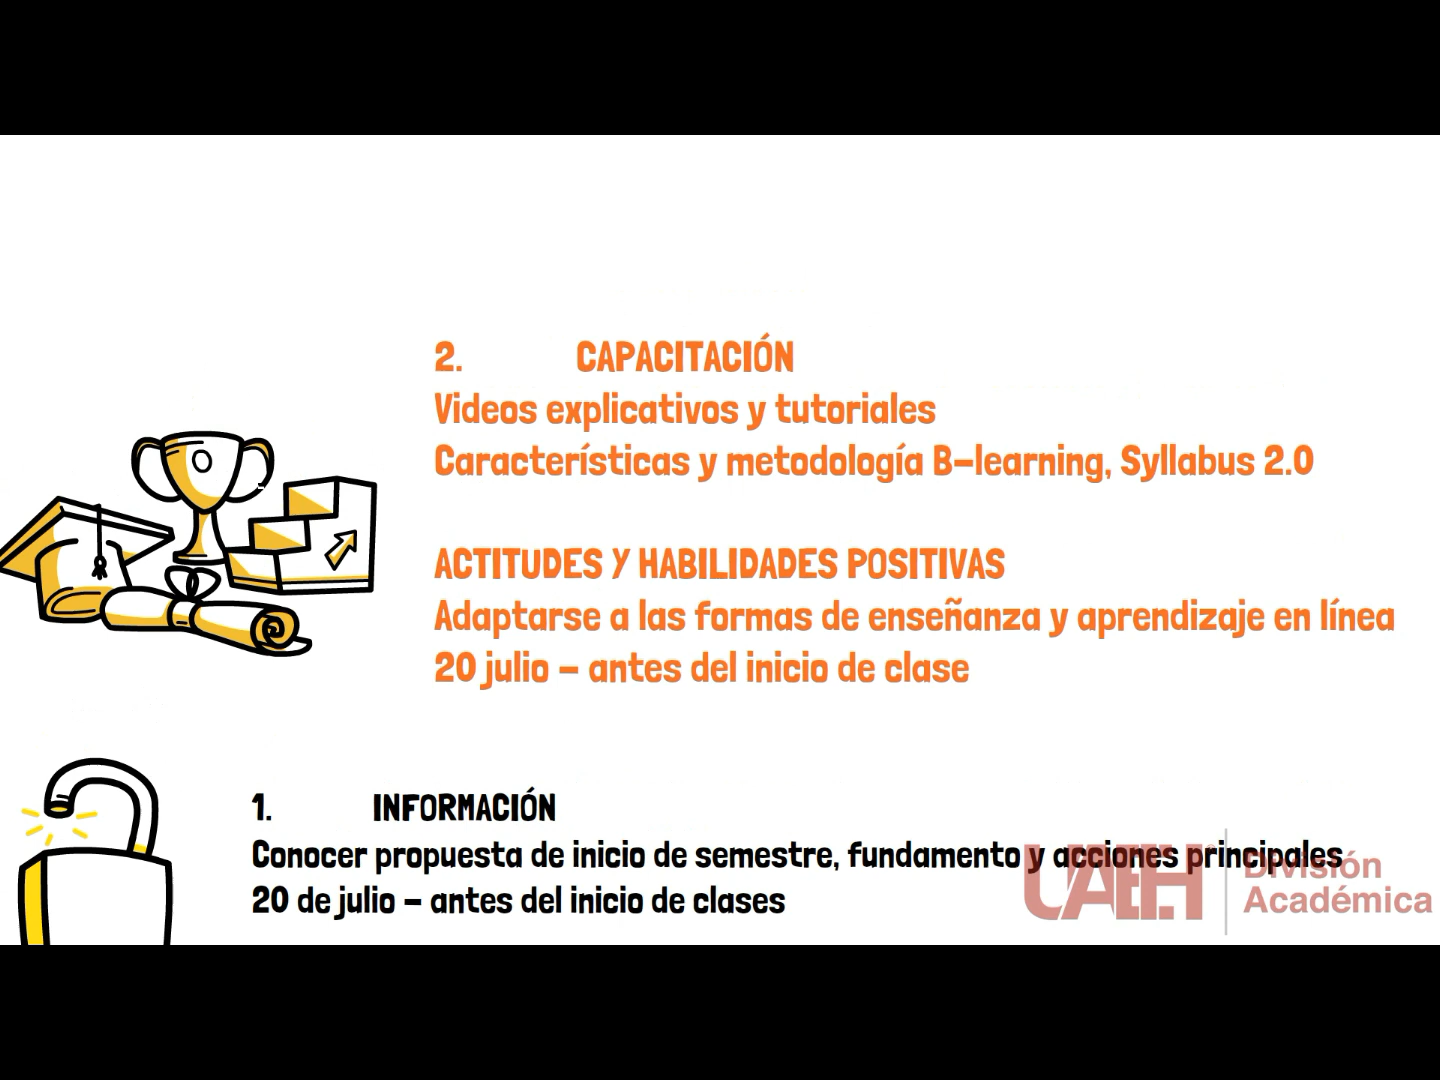 2. CAPACITACIÓN
Videos explicativos y tutoriales
Características y metodología B-learning, Syllabus 2.0
ACTITUDES Y HABILIDADES POSITIVAS
Adaptarse a las formas de enseñanza y aprendizaje en línea
20 julio - antes del inicio de clase
1. INFORMACIÓN
Conocer propuesta de inicio de semestre, fundamento y acciones principales
20 de julio - antes del inicio de clases
UAEH
División
Académica